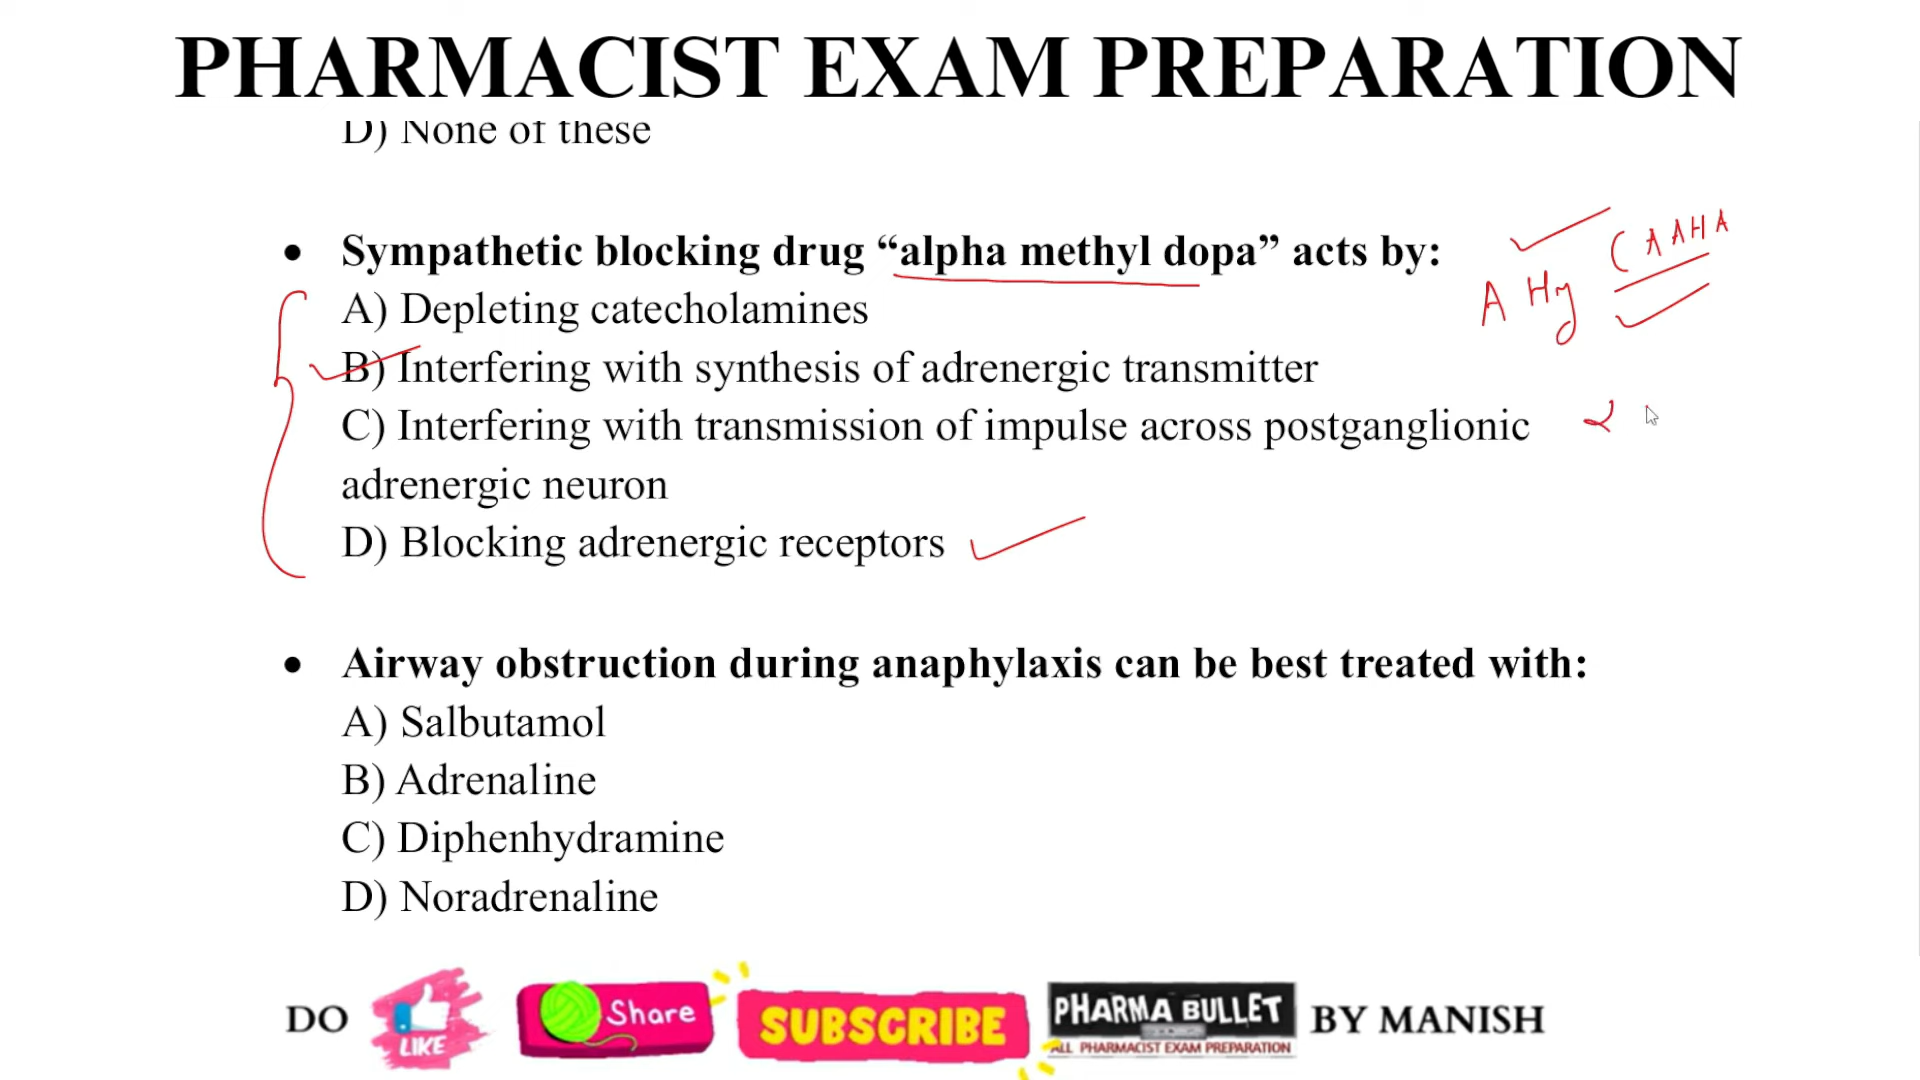 PHARMACIST EXAM PREPARATION
D) None of these
• Sympathetic blocking drug “alpha methyl dopa” acts by:
A) Depleting catecholamines
B) Interfering with synthesis of adrenergic transmitter
C) Interfering with transmission of impulse across postganglionic
adrenergic neuron
D) Blocking adrenergic receptors
CAAHA
A Hy
α
• Airway obstruction during anaphylaxis can be best treated with:
A) Salbutamol
B) Adrenaline
C) Diphenhydramine
D) Noradrenaline
DO LIKE Share SUBSCRIBE PHARMA BULLET BY MANISH
ALL PHARMACIST EXAM PREPARATION